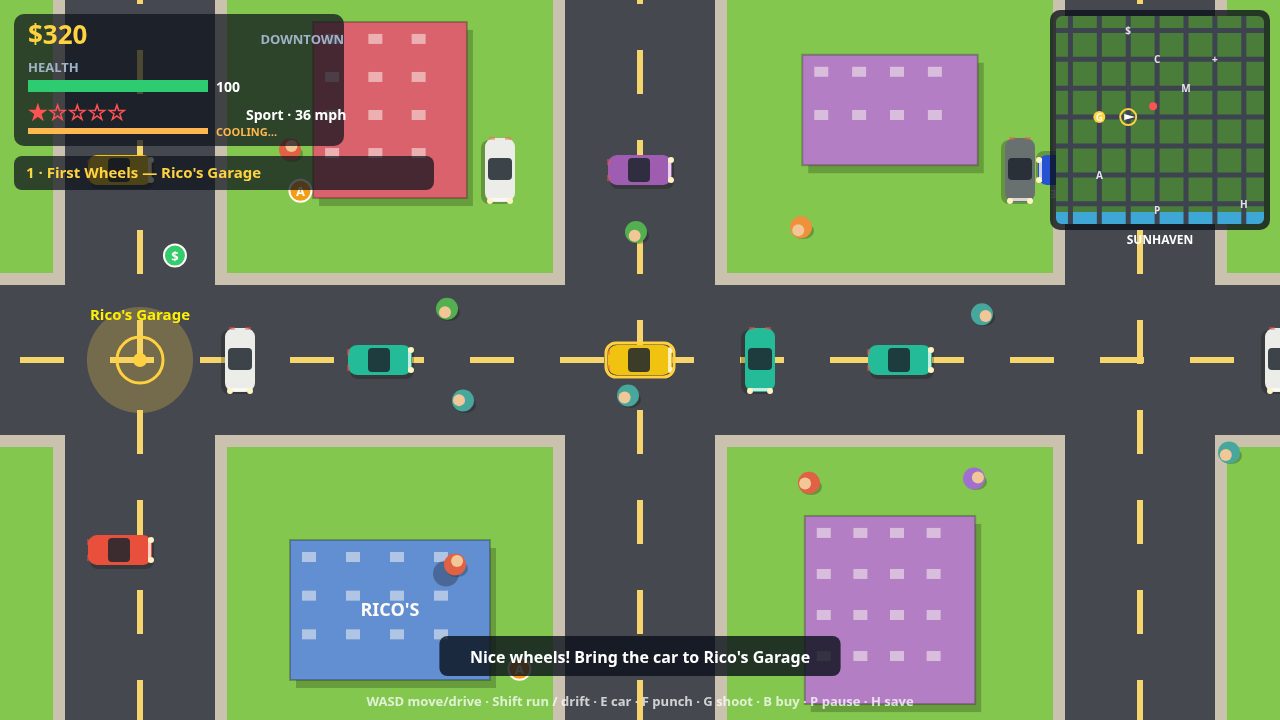 $320
DOWNTOWN
HEALTH
100
★☆☆☆☆
Sport · 36 mph
COOLING...
1 · First Wheels — Rico's Garage
A
$
S
C
+
M
G
A
P
H
SUNHAVEN
Rico's Garage
RICO'S
Nice wheels! Bring the car to Rico's Garage
A
WASD move/drive · Shift run / drift · E car · F punch · G shoot · B buy · P pause · H save